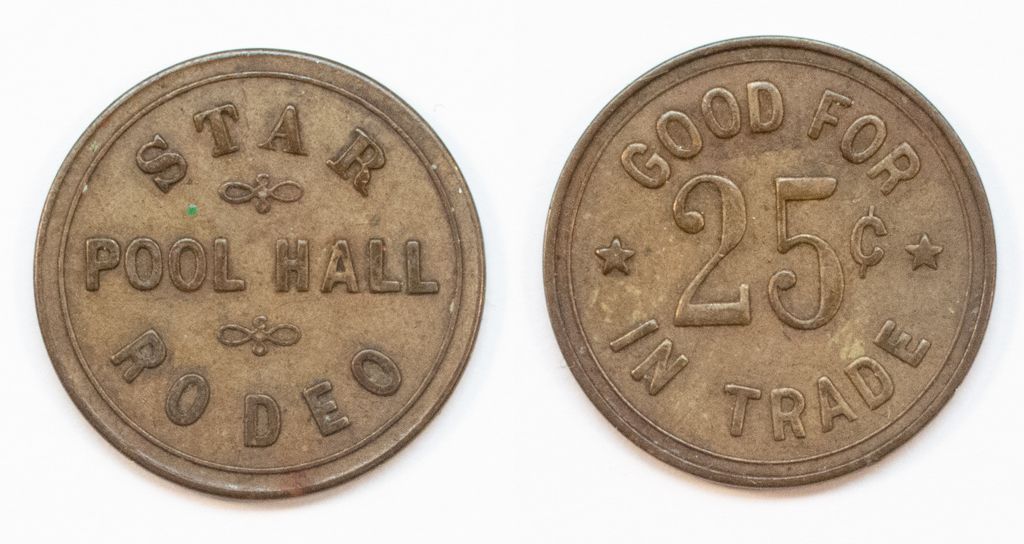 STAR
POOL HALL
RODEO
GOOD FOR
25¢
IN TRADE